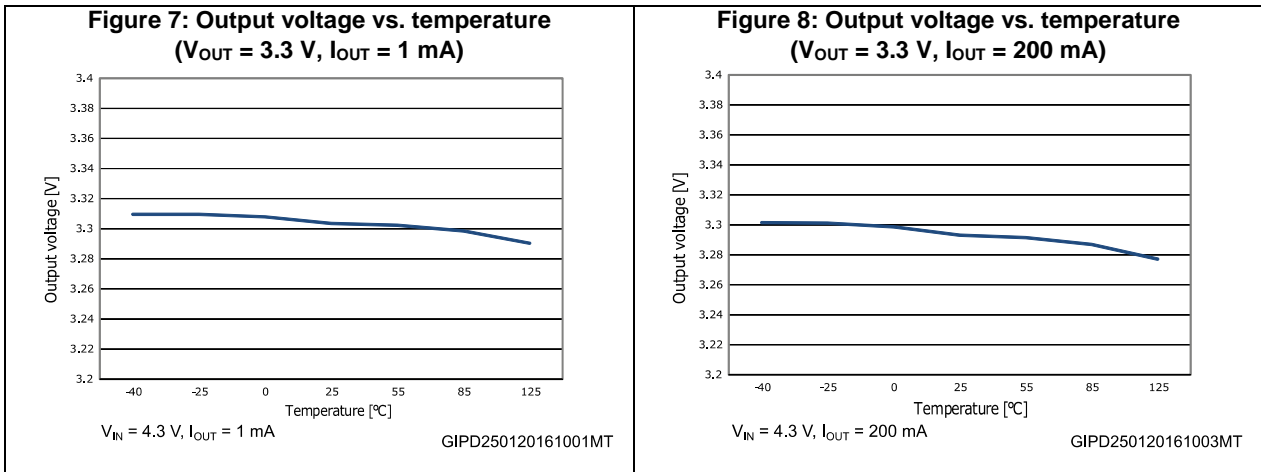 Figure 7: Output voltage vs. temperature
(VOUT = 3.3 V, IOUT = 1 mA)
3.4
3.38
3.36
3.34
3.32
3.3
3.28
3.26
3.24
3.22
3.2
Output voltage [V]
-40 -25 0 25 55 85 125
Temperature [ºC]
VIN = 4.3 V, IOUT = 1 mA
GIPD250120161001MT
Figure 8: Output voltage vs. temperature
(VOUT = 3.3 V, IOUT = 200 mA)
3.4
3.38
3.36
3.34
3.32
3.3
3.28
3.26
3.24
3.22
3.2
Output voltage [V]
-40 -25 0 25 55 85 125
Temperature [ºC]
VIN = 4.3 V, IOUT = 200 mA
GIPD250120161003MT